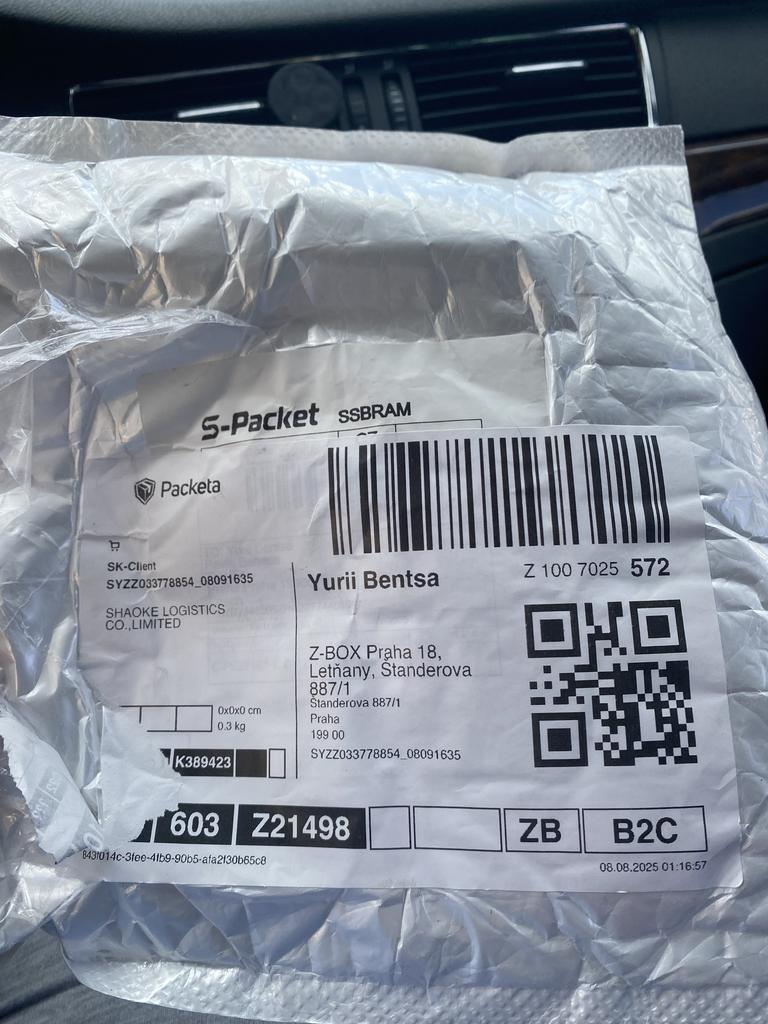 S-Packet SSBRAM
Packeta
SK-Client
SYZZ033778854_08091635
SHAOKE LOGISTICS
CO.,LIMITED
Yurii Bentsa
Z 100 7025 572
Z-BOX Praha 18,
Letňany, Štanderova
887/1
Štanderova 887/1
Praha
199 00
SYZZ033778854_08091635
0x0x0 cm
0.3 kg
K389423
603 Z21498 ZB B2C
843f014c-3fee-4fb9-90b5-afa2f30b65c8
08.08.2025 01:16:57